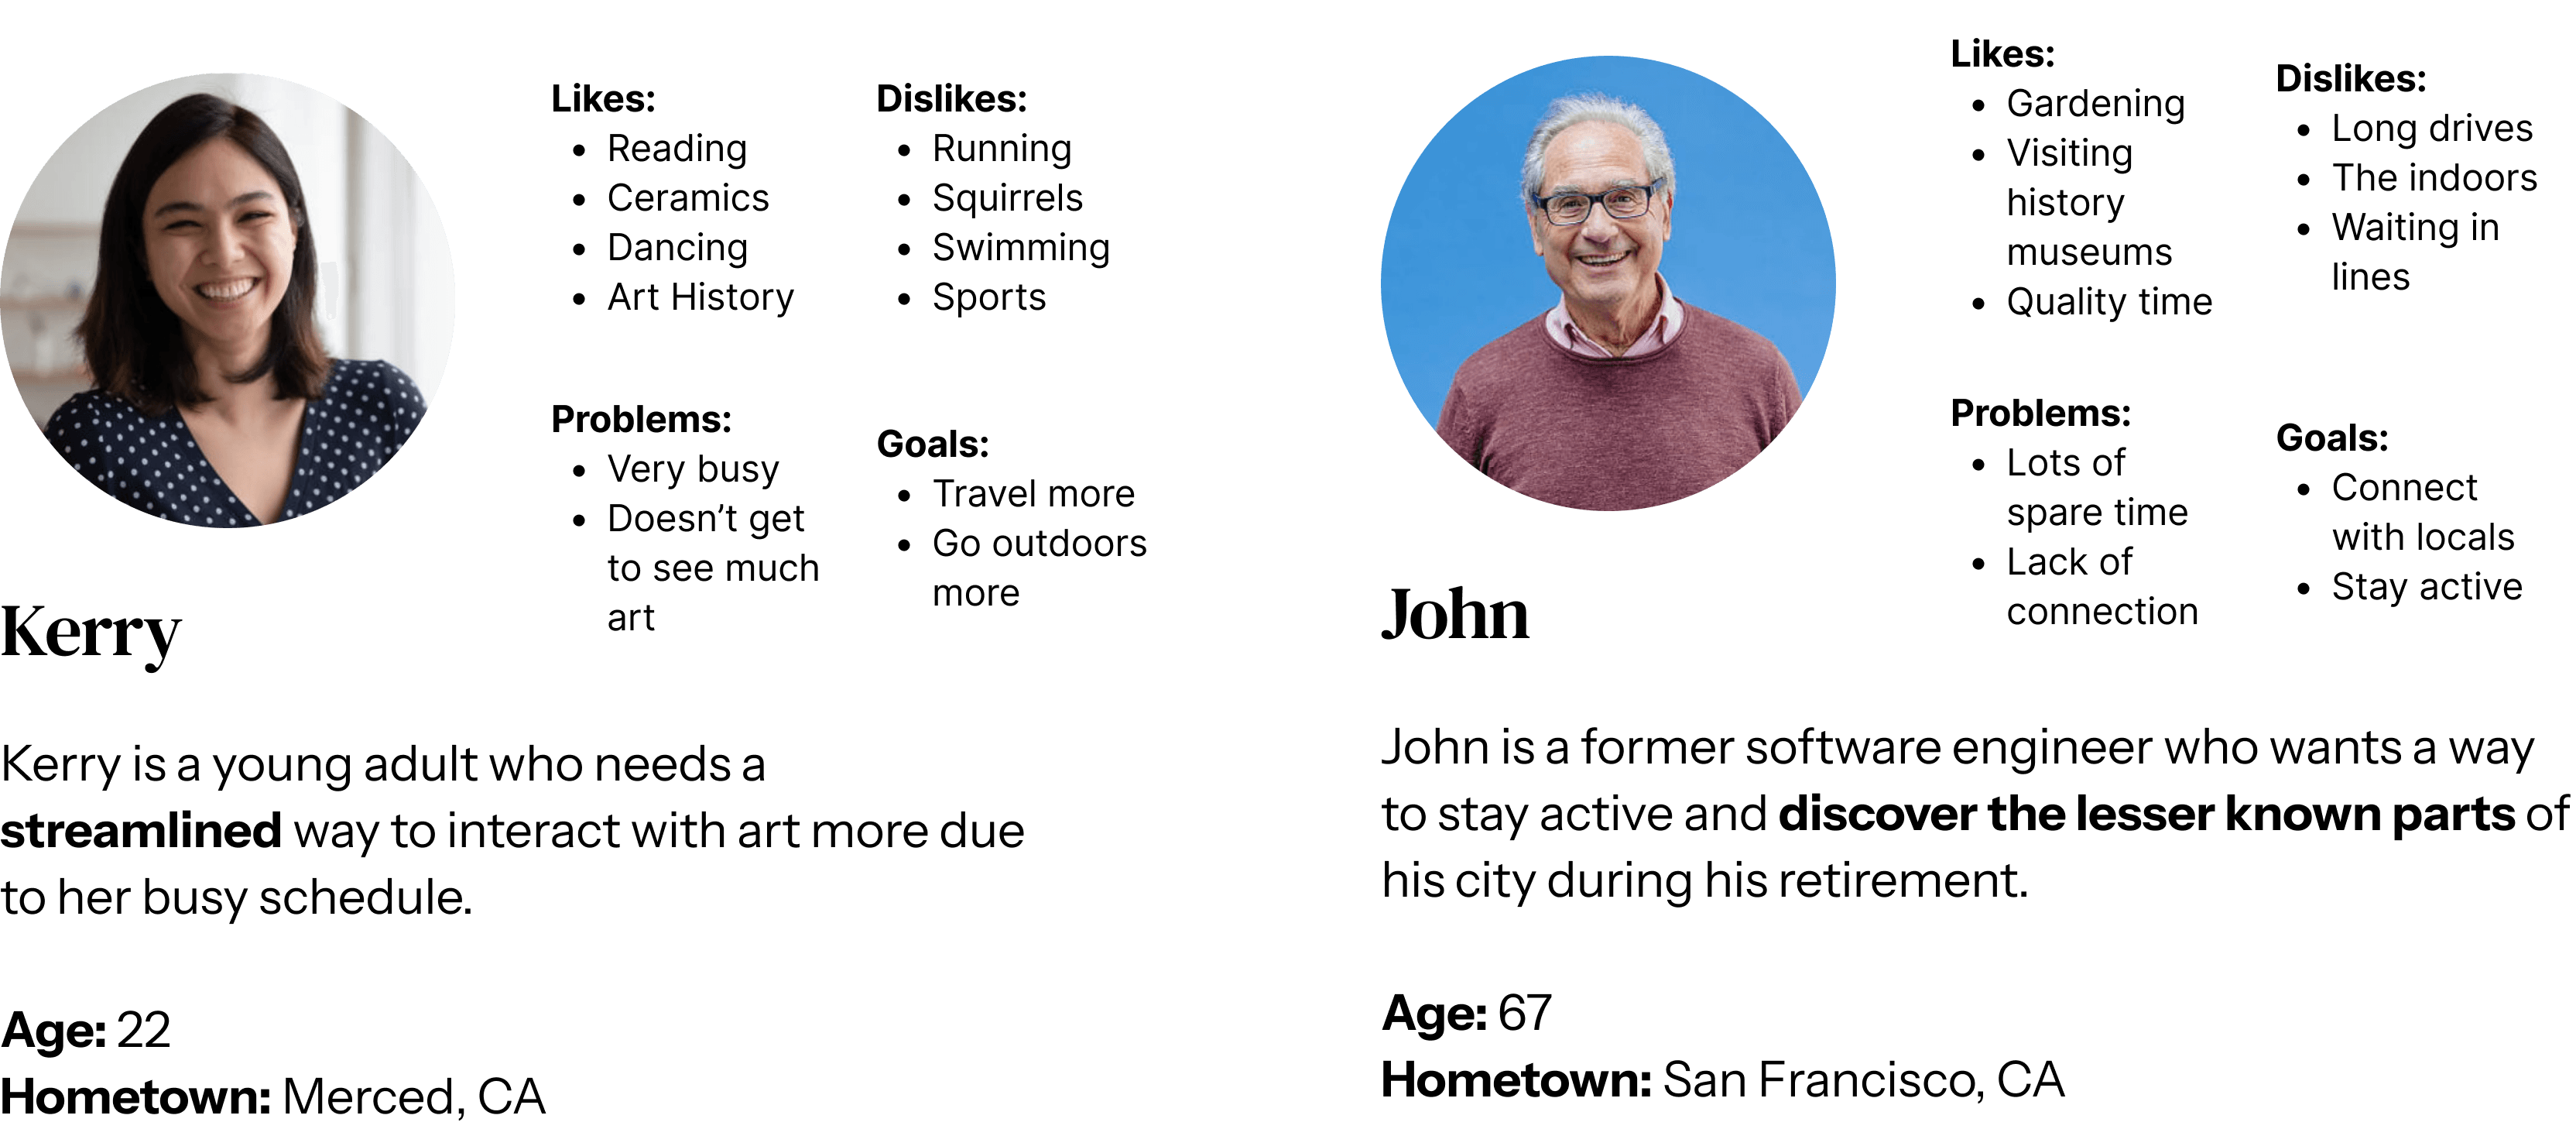 Likes:
• Reading
• Ceramics
• Dancing
• Art History
Dislikes:
• Running
• Squirrels
• Swimming
• Sports
Problems:
• Very busy
• Doesn’t get
to see much
art
Goals:
• Travel more
• Go outdoors
more
Kerry
Kerry is a young adult who needs a
streamlined way to interact with art more due
to her busy schedule.
Age: 22
Hometown: Merced, CA
Likes:
• Gardening
• Visiting
history
museums
• Quality time
Dislikes:
• Long drives
• The indoors
• Waiting in
lines
Problems:
• Lots of
spare time
• Lack of
connection
Goals:
• Connect
with locals
• Stay active
John
John is a former software engineer who wants a way
to stay active and discover the lesser known parts of
his city during his retirement.
Age: 67
Hometown: San Francisco, CA